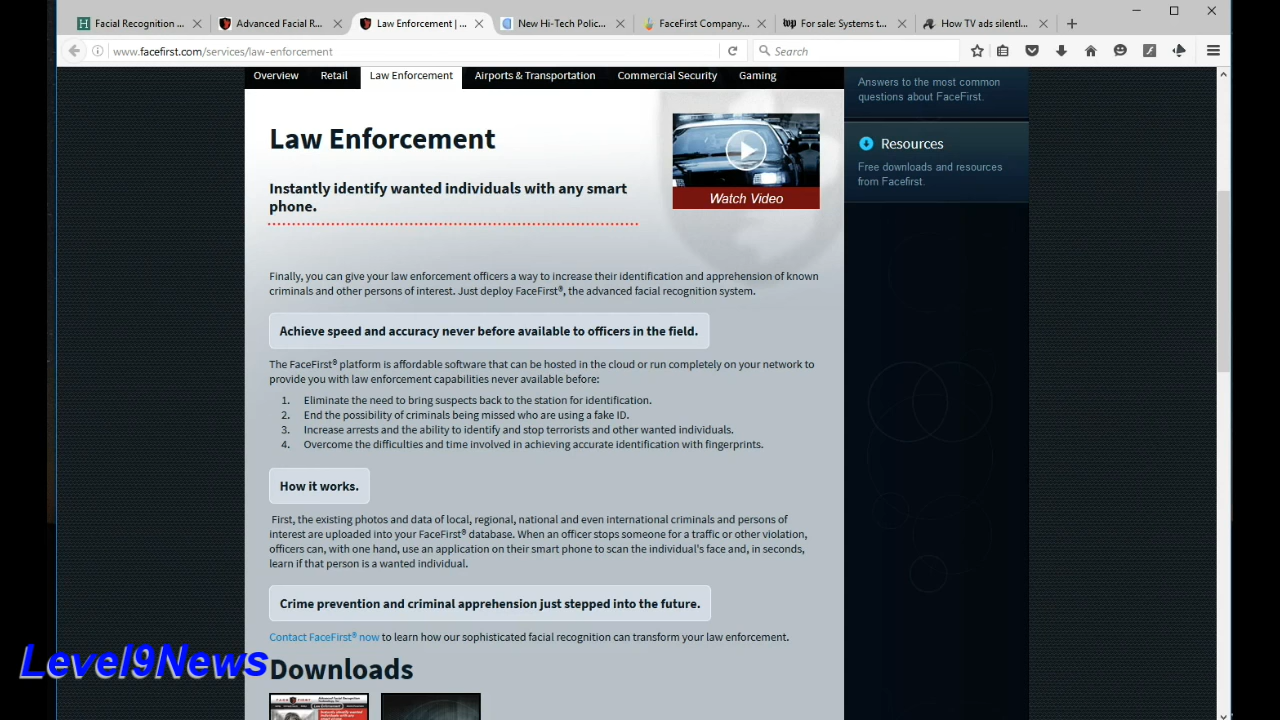 Facial Recognition ...
Advanced Facial R...
Law Enforcement | ...
New Hi-Tech Polic...
FaceFirst Company...
For sale: Systems t...
How TV ads silentl...
www.facefirst.com/services/law-enforcement
Search
Overview Retail Law Enforcement Airports & Transportation Commercial Security Gaming
Answers to the most common
questions about FaceFirst.
Resources
Free downloads and resources
from Facefirst.
Law Enforcement
Watch Video
Instantly identify wanted individuals with any smart
phone.
Finally, you can give your law enforcement officers a way to increase their identification and apprehension of known
criminals and other persons of interest. Just deploy FaceFirst®, the advanced facial recognition system.
Achieve speed and accuracy never before available to officers in the field.
The FaceFirst® platform is affordable software that can be hosted in the cloud or run completely on your network to
provide you with law enforcement capabilities never available before:
1. Eliminate the need to bring suspects back to the station for identification.
2. End the possibility of criminals being missed who are using a fake ID.
3. Increase arrests and the ability to identify and stop terrorists and other wanted individuals.
4. Overcome the difficulties and time involved in achieving accurate identification with fingerprints.
How it works.
First, the existing photos and data of local, regional, national and even international criminals and persons of
interest are uploaded into your FaceFirst® database. When an officer stops someone for a traffic or other violation,
officers can, with one hand, use an application on their smart phone to scan the individual's face and, in seconds,
learn if that person is a wanted individual.
Crime prevention and criminal apprehension just stepped into the future.
Contact FaceFirst® now to learn how our sophisticated facial recognition can transform your law enforcement.
Level9News
Downloads